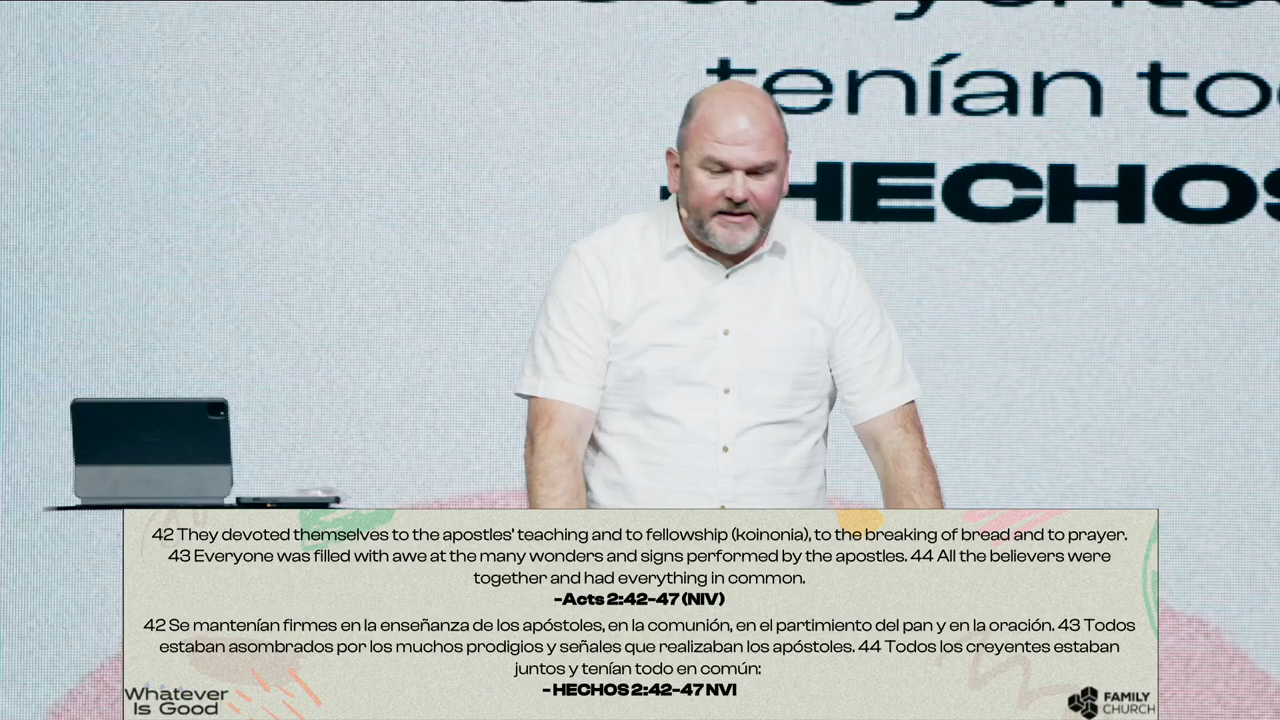 tenían to
HECHOS
42 They devoted themselves to the apostles' teaching and to fellowship (koinonia), to the breaking of bread and to prayer.
43 Everyone was filled with awe at the many wonders and signs performed by the apostles. 44 All the believers were
together and had everything in common.
-Acts 2:42-47 (NIV)
42 Se mantenían firmes en la enseñanza de los apóstoles, en la comunión, en el partimiento del pan y en la oración. 43 Todos
estaban asombrados por los muchos prodigios y señales que realizaban los apóstoles. 44 Todos los creyentes estaban
juntos y tenían todo en común:
- HECHOS 2:42-47 NVI
Whatever
Is Good
FAMILY
CHURCH